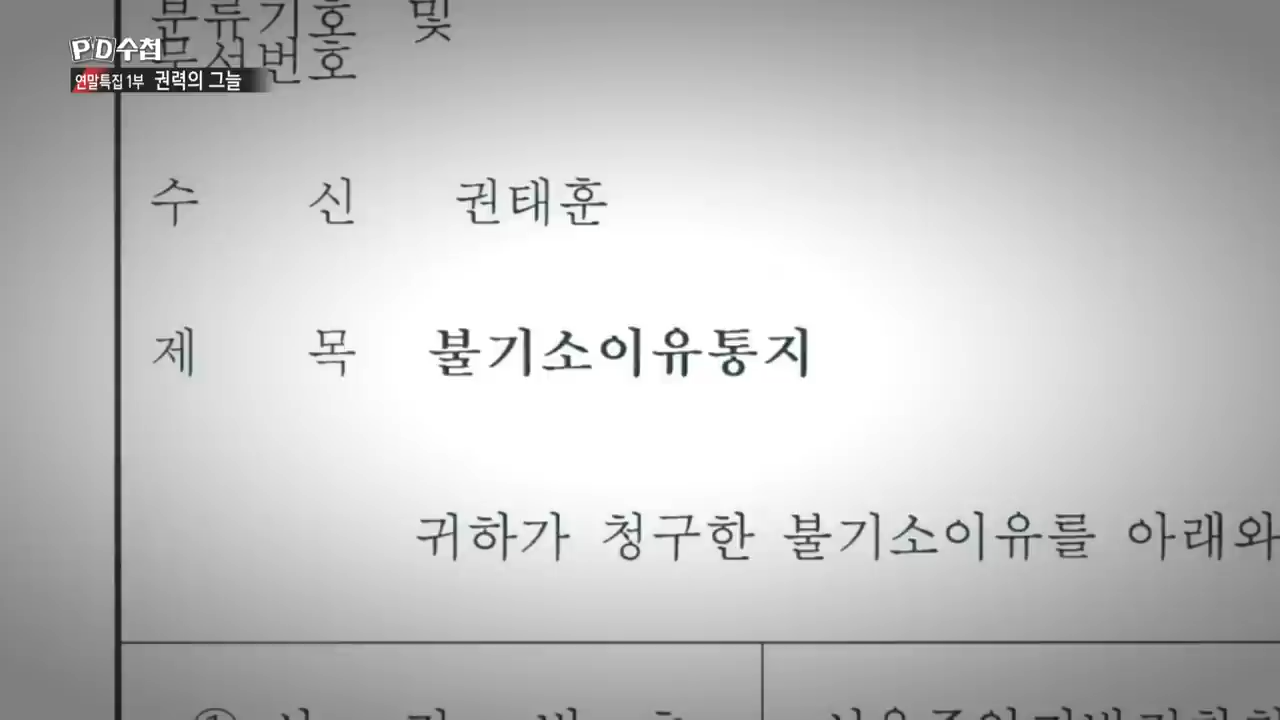 분류기호 및
PD수첩
문서번호
연말특집 1부 권력의 그늘
수 신 권태훈
제 목 불기소이유통지
귀하가 청구한 불기소이유를 아래와